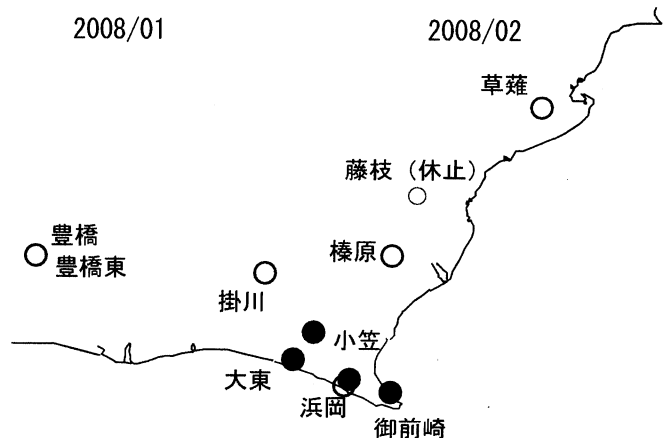 2008/01
2008/02
草薙
藤枝（休止）
豊橋
豊橋東
榛原
掛川
小笠
大東
浜岡
御前崎